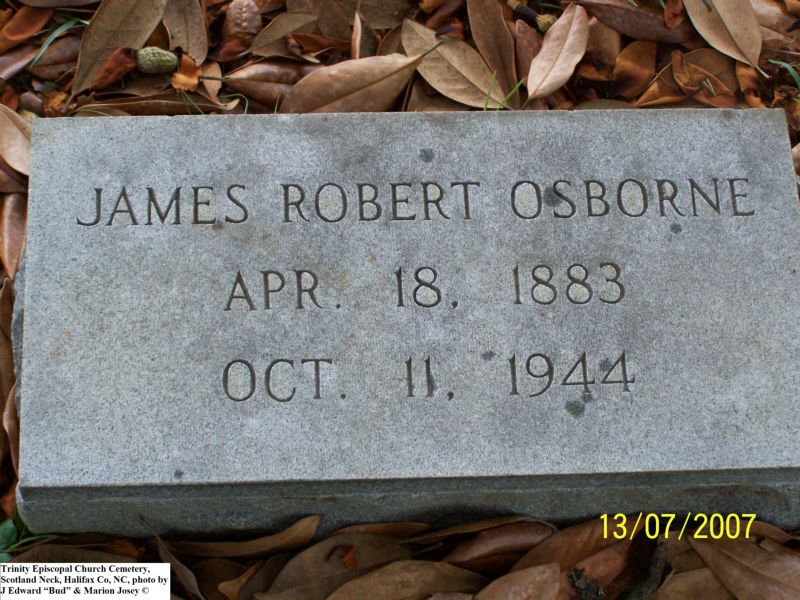 JAMES ROBERT OSBORNE
APR. 18, 1883
OCT. 11, 1944
13/07/2007
Trinity Episcopal Church Cemetery,
Scotland Neck, Halifax Co, NC, photo by
J Edward “Bud” & Marion Josey ©